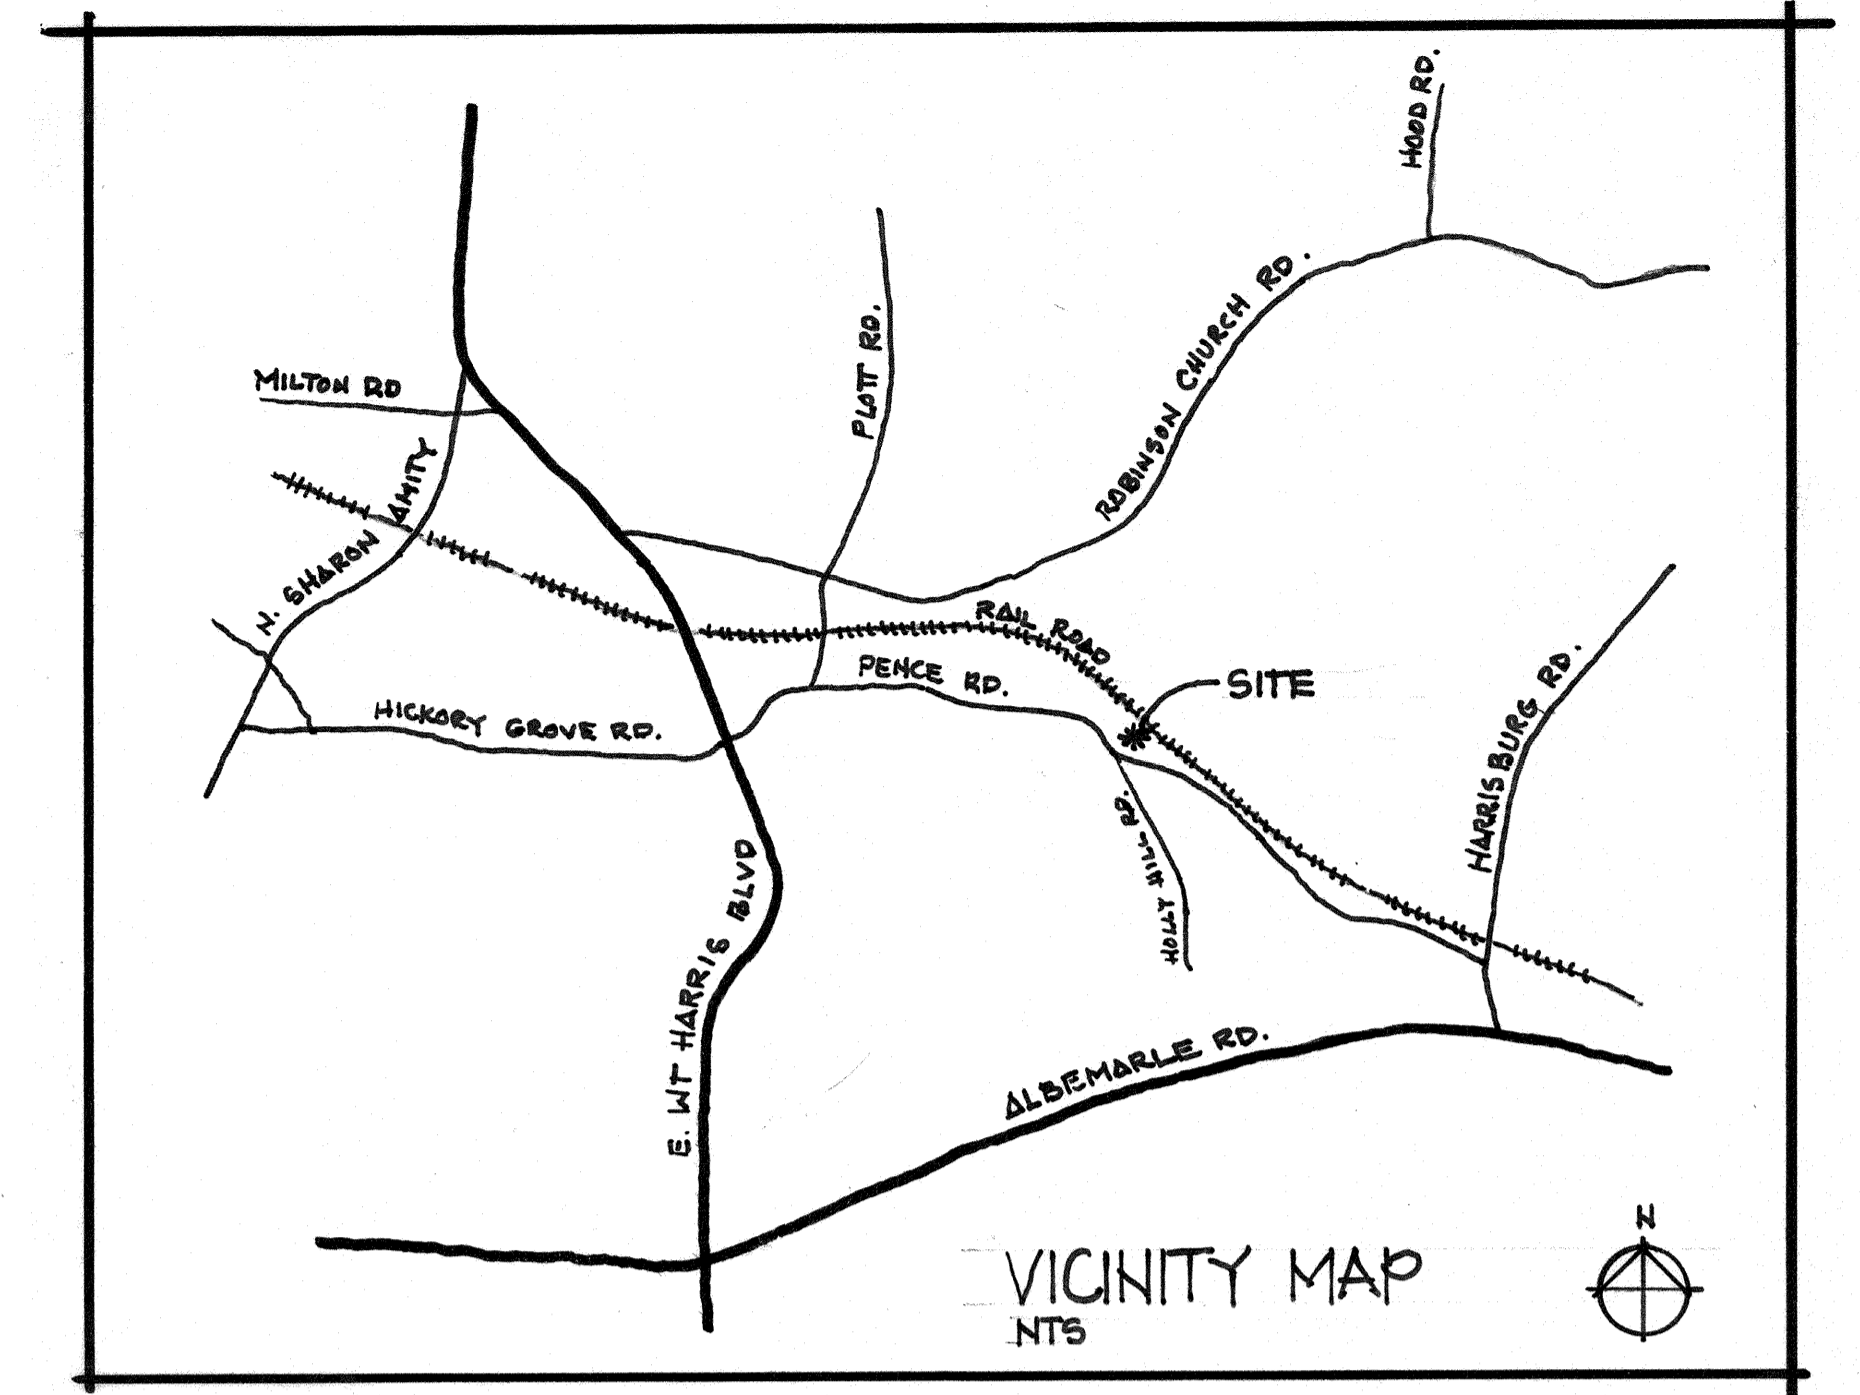 HOOD RD.
ROBINSON CHURCH RD.
PLOTT RD.
MILTON RD
N. SHARON AMITY
RAIL ROAD
PENCE RD.
SITE
HICKORY GROVE RD.
HARRISBURG RD.
HOLLY HILL RD.
E. WT HARRIS BLVD
ALBEMARLE RD.
N
VICINITY MAP
NTS